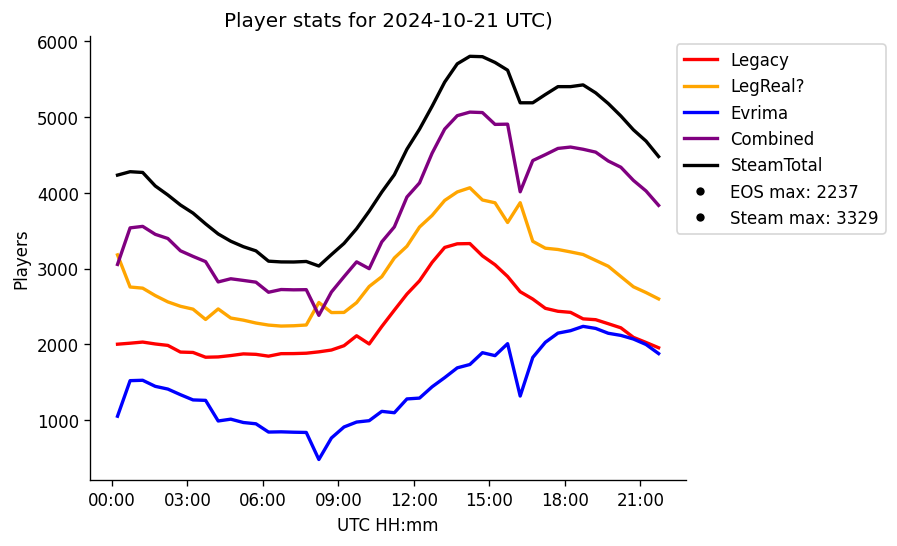 Player stats for 2024-10-21 UTC)
6000
5000
4000
3000
2000
1000
Players
00:00 03:00 06:00 09:00 12:00 15:00 18:00 21:00
UTC HH:mm
Legacy
LegReal?
Evrima
Combined
SteamTotal
EOS max: 2237
Steam max: 3329